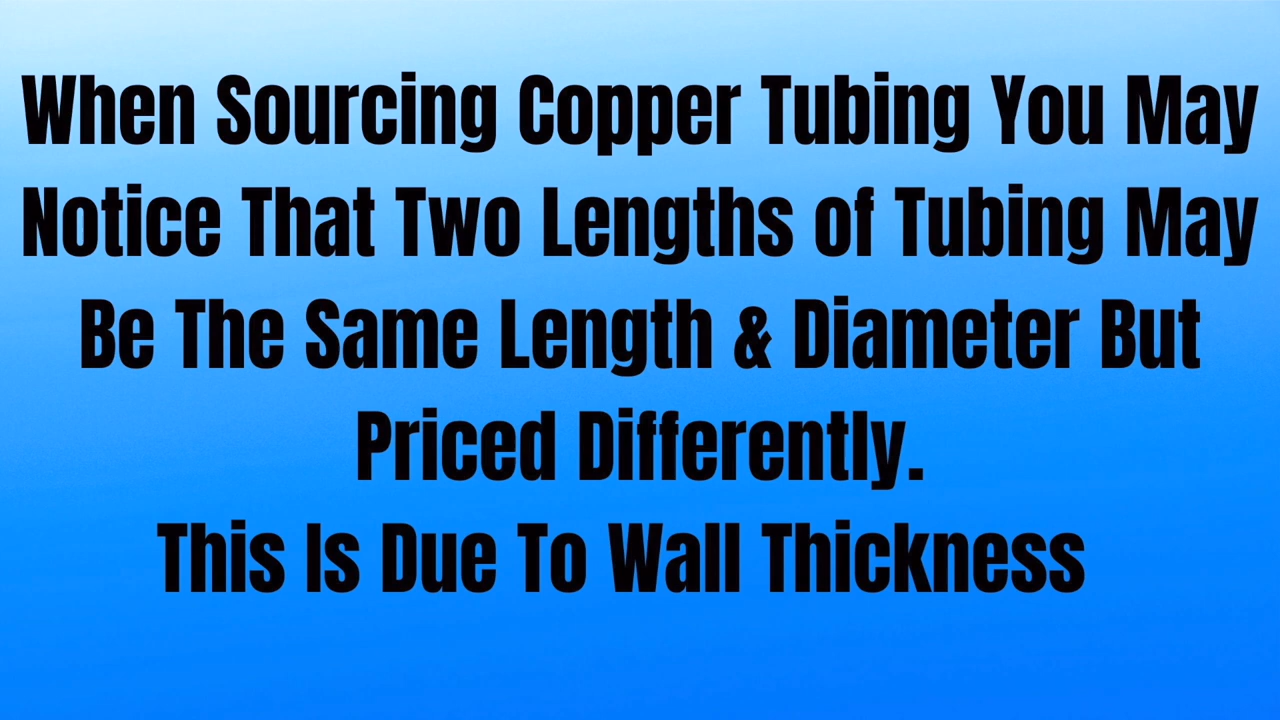 When Sourcing Copper Tubing You May
Notice That Two Lengths of Tubing May
Be The Same Length & Diameter But
Priced Differently.
This Is Due To Wall Thickness